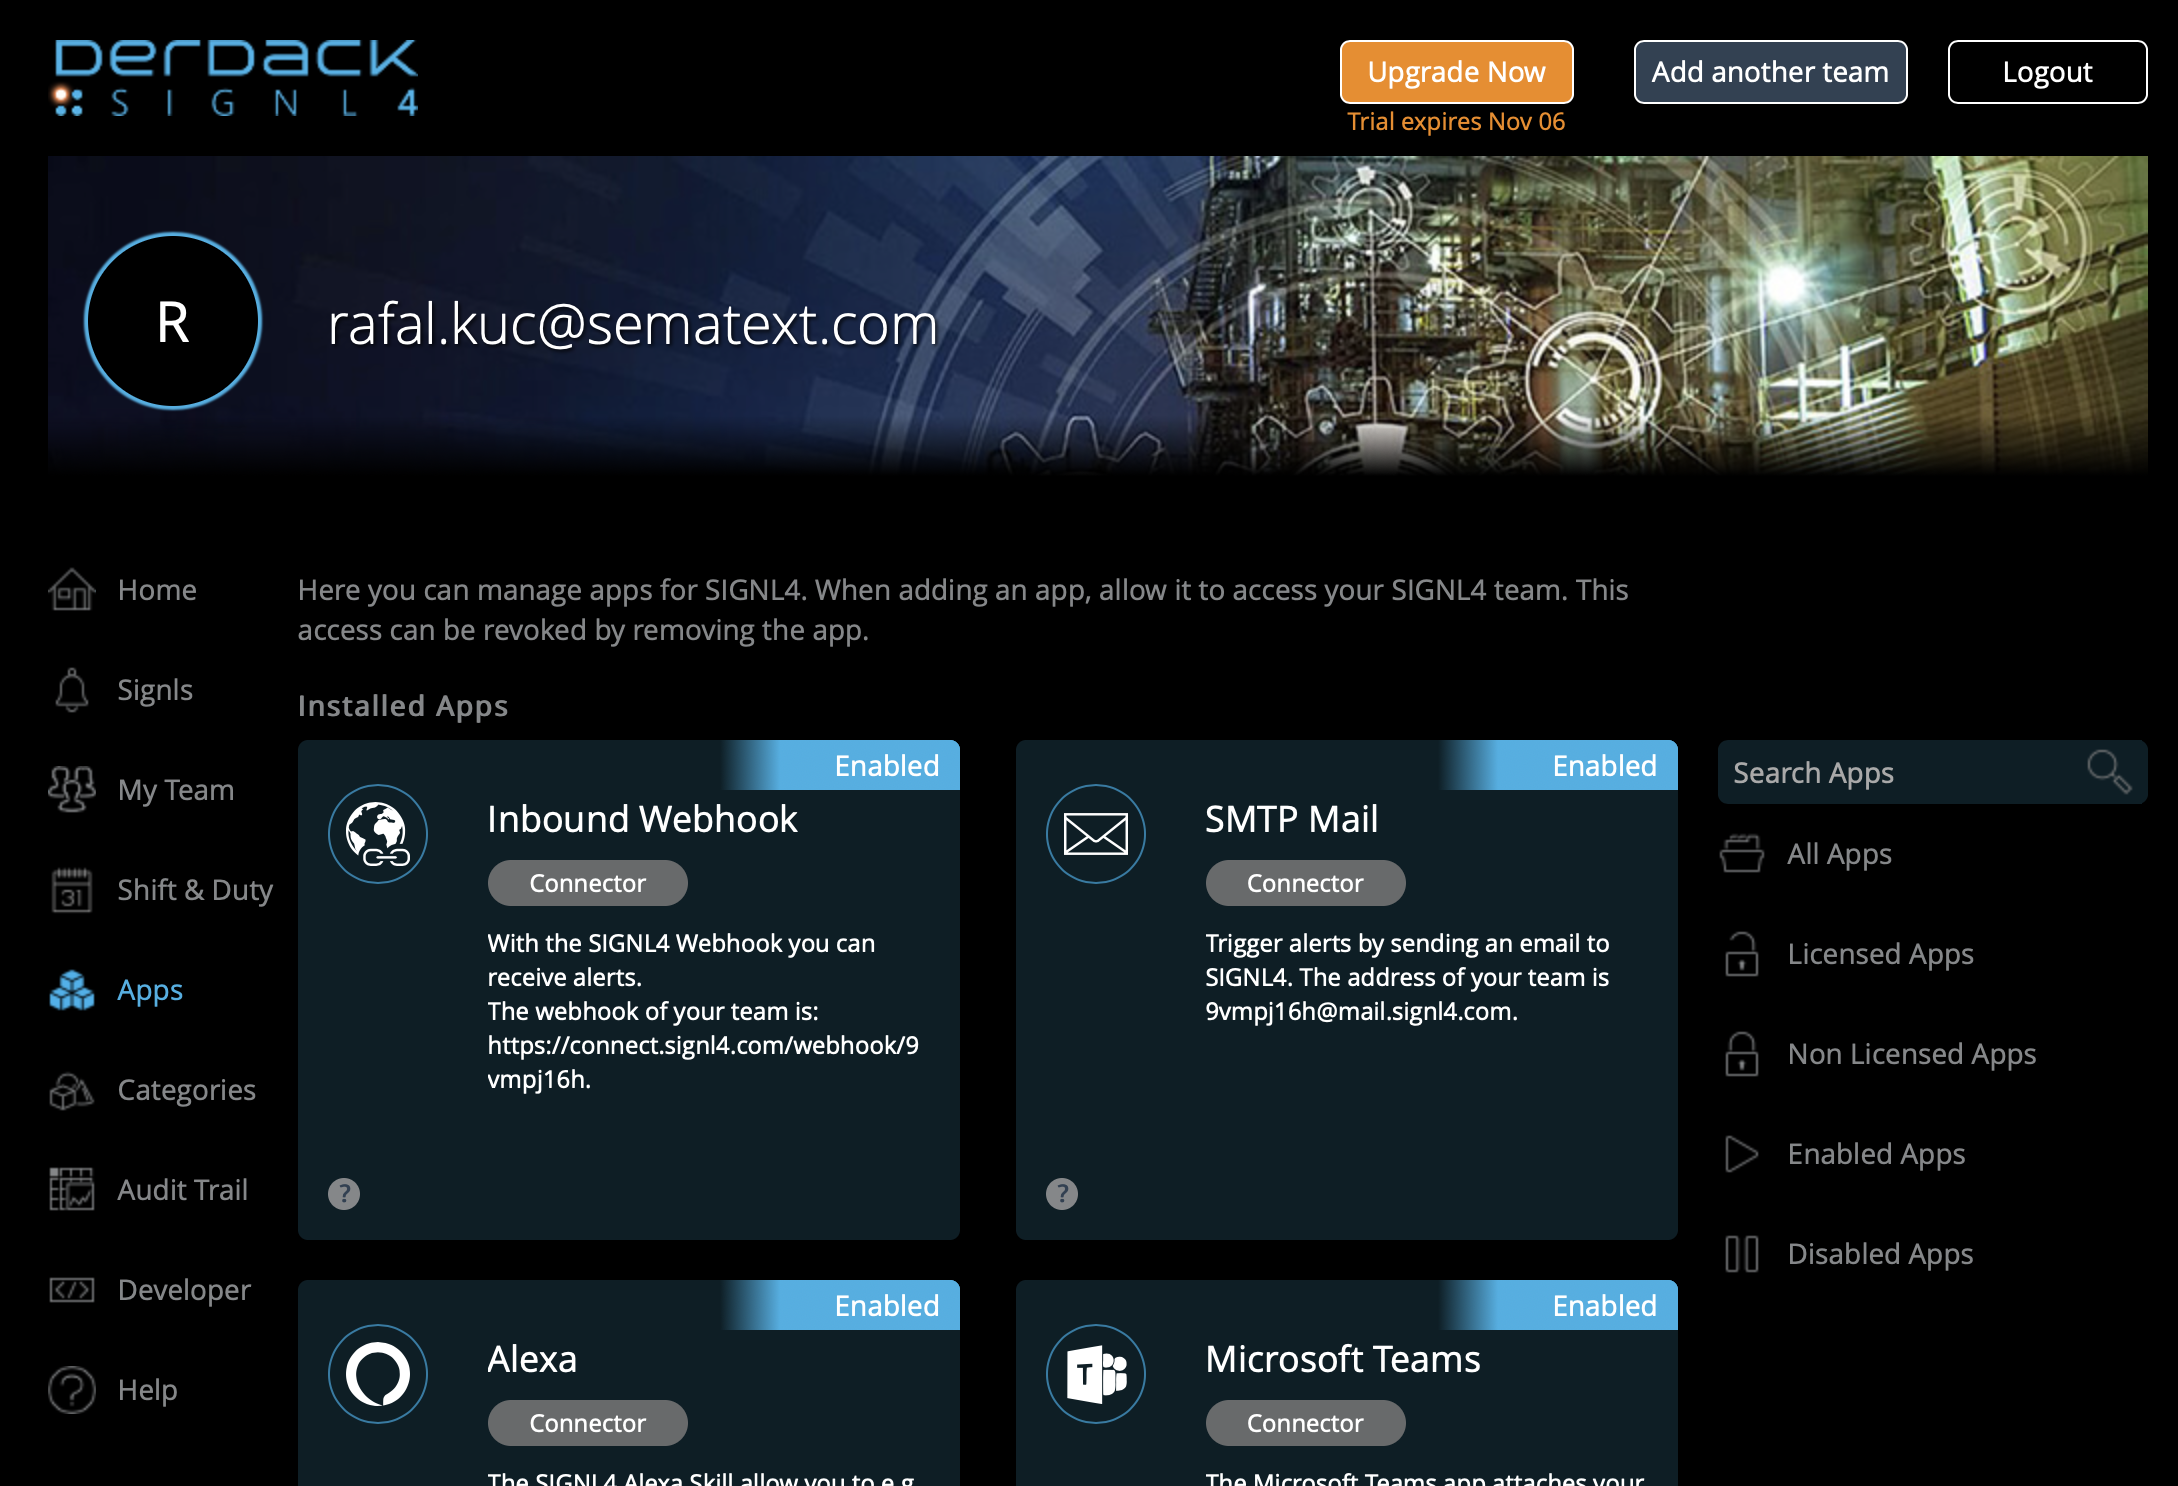 DERDACK
SIGNL4
Upgrade Now
Trial expires Nov 06
Add another team
Logout
R
rafal.kuc@sematext.com
Home
Signls
My Team
31
Shift & Duty
Apps
Categories
Audit Trail
</>
Developer
?
Help
Here you can manage apps for SIGNL4. When adding an app, allow it to access your SIGNL4 team. This
access can be revoked by removing the app.
Installed Apps
Enabled
Inbound Webhook
Connector
With the SIGNL4 Webhook you can
receive alerts.
The webhook of your team is:
https://connect.signl4.com/webhook/9
vmpj16h.
?
Enabled
SMTP Mail
Connector
Trigger alerts by sending an email to
SIGNL4. The address of your team is
9vmpj16h@mail.signl4.com.
?
Enabled
Alexa
Connector
The SIGNL4 Alexa Skill allow you to e.g.
Enabled
T
Microsoft Teams
Connector
The Microsoft Teams app attaches your
Search Apps
All Apps
Licensed Apps
Non Licensed Apps
Enabled Apps
Disabled Apps